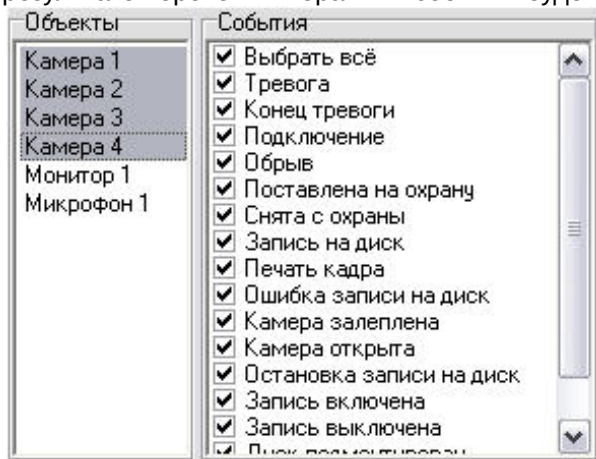 Объекты
Камера 1
Камера 2
Камера 3
Камера 4
Монитор 1
Микрофон 1
События
Выбрать всё
Тревога
Конец тревоги
Подключение
Обрыв
Поставлена на охрану
Снята с охраны
Запись на диск
Печать кадра
Ошибка записи на диск
Камера залеплена
Камера открыта
Остановка записи на диск
Запись включена
Запись выключена